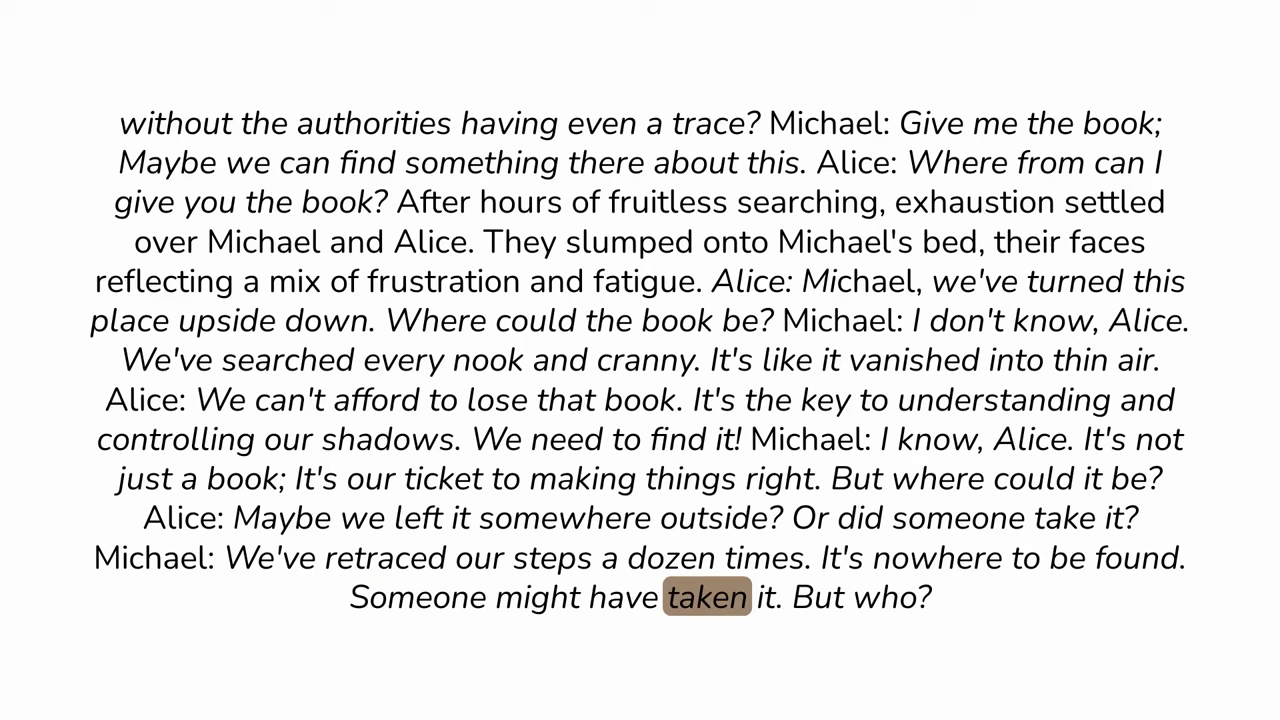 without the authorities having even a trace? Michael: Give me the book;
Maybe we can find something there about this. Alice: Where from can I
give you the book? After hours of fruitless searching, exhaustion settled
over Michael and Alice. They slumped onto Michael's bed, their faces
reflecting a mix of frustration and fatigue. Alice: Michael, we've turned this
place upside down. Where could the book be? Michael: I don't know, Alice.
We've searched every nook and cranny. It's like it vanished into thin air.
Alice: We can't afford to lose that book. It's the key to understanding and
controlling our shadows. We need to find it! Michael: I know, Alice. It's not
just a book; It's our ticket to making things right. But where could it be?
Alice: Maybe we left it somewhere outside? Or did someone take it?
Michael: We've retraced our steps a dozen times. It's nowhere to be found.
Someone might have taken it. But who?